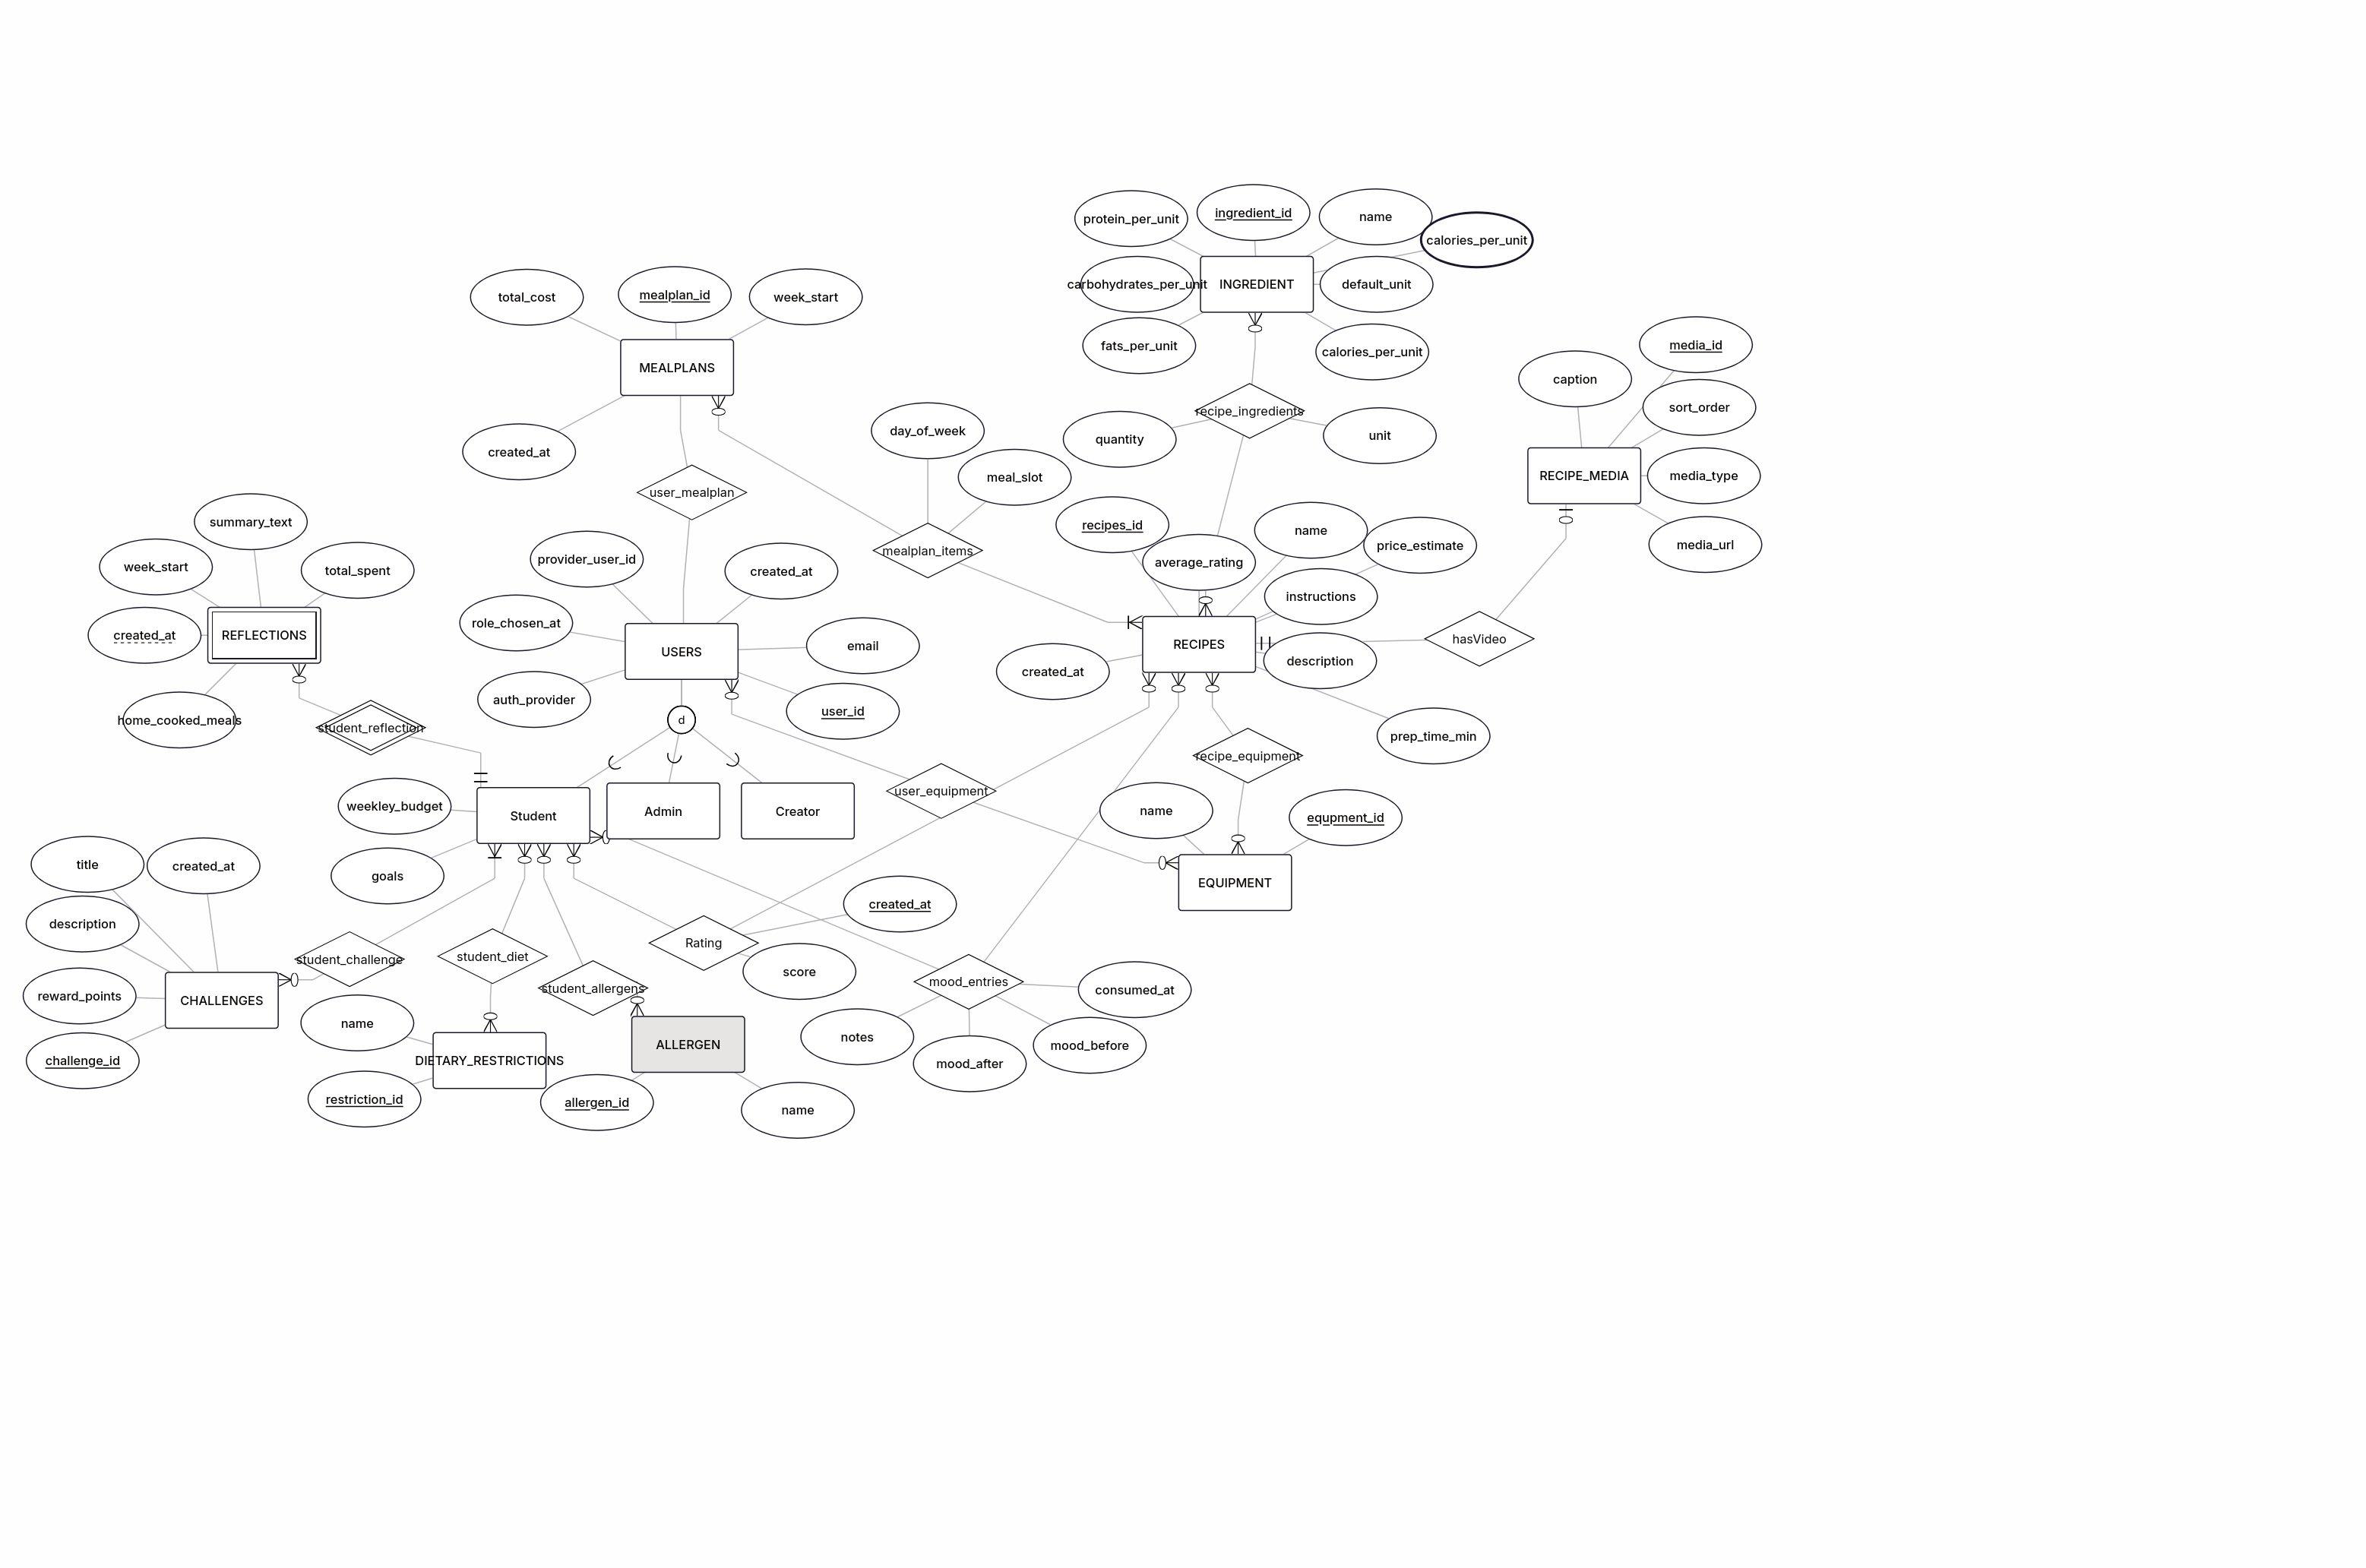 protein_per_unit
ingredient_id
name
calories_per_unit
carbohydrates_per_unit
INGREDIENT
default_unit
fats_per_unit
calories_per_unit
total_cost
mealplan_id
week_start
MEALPLANS
created_at
user_mealplan
day_of_week
meal_slot
mealplan_items
quantity
recipe_ingredients
unit
caption
media_id
sort_order
RECIPE_MEDIA
media_type
media_url
recipes_id
average_rating
name
price_estimate
instructions
RECIPES
description
created_at
prep_time_min
hasVideo
summary_text
week_start
total_spent
created_at
REFLECTIONS
home_cooked_meals
student_reflection
provider_user_id
created_at
role_chosen_at
USERS
email
auth_provider
user_id
d
weekley_budget
Student
Admin
Creator
goals
user_equipment
recipe_equipment
name
equpment_id
EQUIPMENT
title
created_at
description
student_challenge
reward_points
CHALLENGES
challenge_id
student_diet
name
DIETARY_RESTRICTIONS
restriction_id
student_allergens
ALLERGEN
allergen_id
name
Rating
created_at
score
mood_entries
consumed_at
notes
mood_after
mood_before